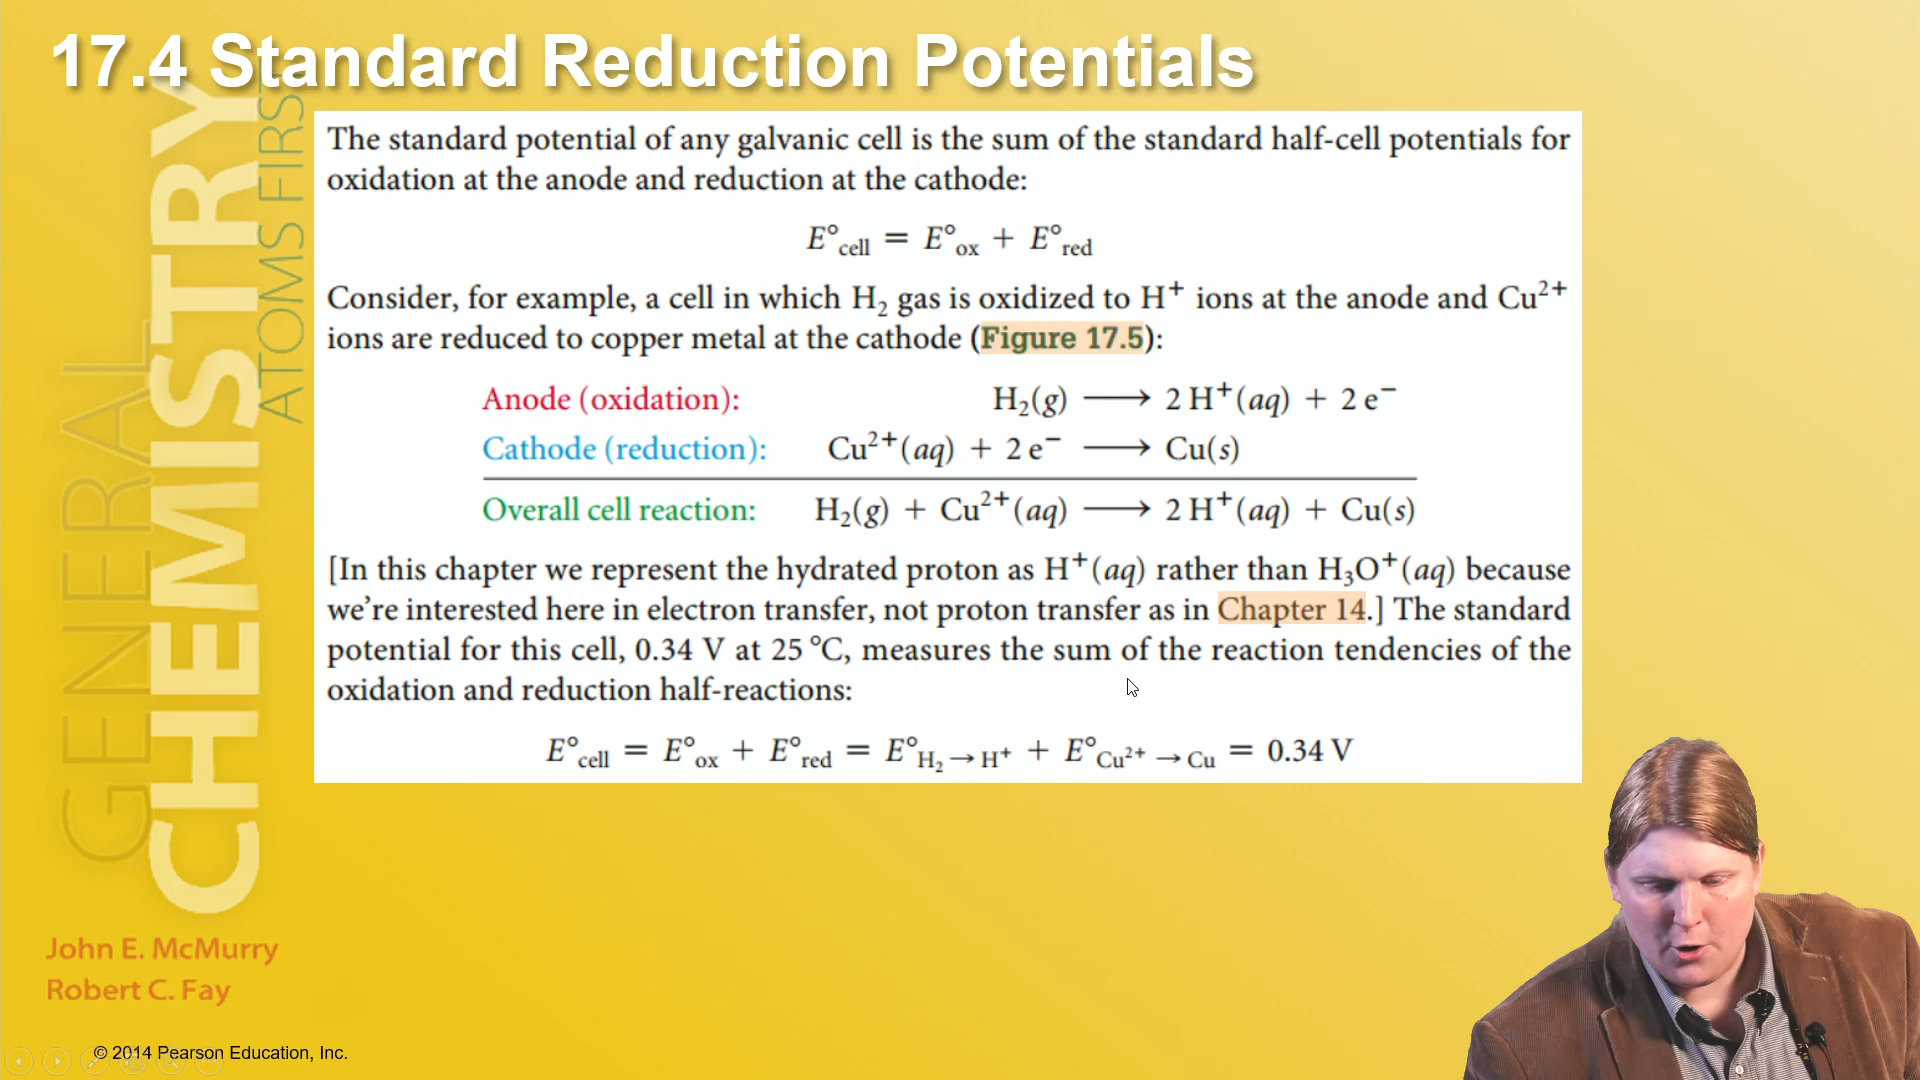 17.4 Standard Reduction Potentials
The standard potential of any galvanic cell is the sum of the standard half-cell potentials for
oxidation at the anode and reduction at the cathode:
E°cell = E°ox + E°red
Consider, for example, a cell in which H₂ gas is oxidized to H⁺ ions at the anode and Cu²⁺
ions are reduced to copper metal at the cathode (Figure 17.5):
Anode (oxidation): H₂(g) ⟶ 2 H⁺(aq) + 2 e⁻
Cathode (reduction): Cu²⁺(aq) + 2 e⁻ ⟶ Cu(s)
Overall cell reaction: H₂(g) + Cu²⁺(aq) ⟶ 2 H⁺(aq) + Cu(s)
[In this chapter we represent the hydrated proton as H⁺(aq) rather than H₃O⁺(aq) because
we’re interested here in electron transfer, not proton transfer as in Chapter 14.] The standard
potential for this cell, 0.34 V at 25 °C, measures the sum of the reaction tendencies of the
oxidation and reduction half-reactions:
E°cell = E°ox + E°red = E°H₂ → H⁺ + E°Cu²⁺ → Cu = 0.34 V
GENERAL
CHEMISTRY
ATOMS FIRST
John E. McMurry
Robert C. Fay
© 2014 Pearson Education, Inc.